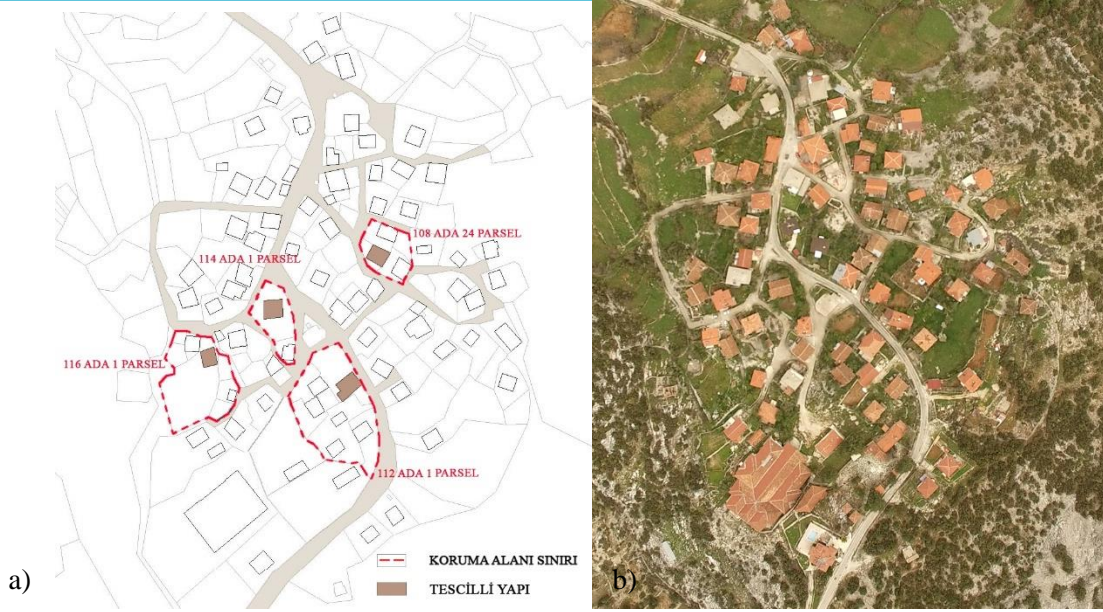 108 ADA 24 PARSEL
114 ADA 1 PARSEL
116 ADA 1 PARSEL
112 ADA 1 PARSEL
KORUMA ALANI SINIRI
TESCİLLİ YAPI
a)
b)